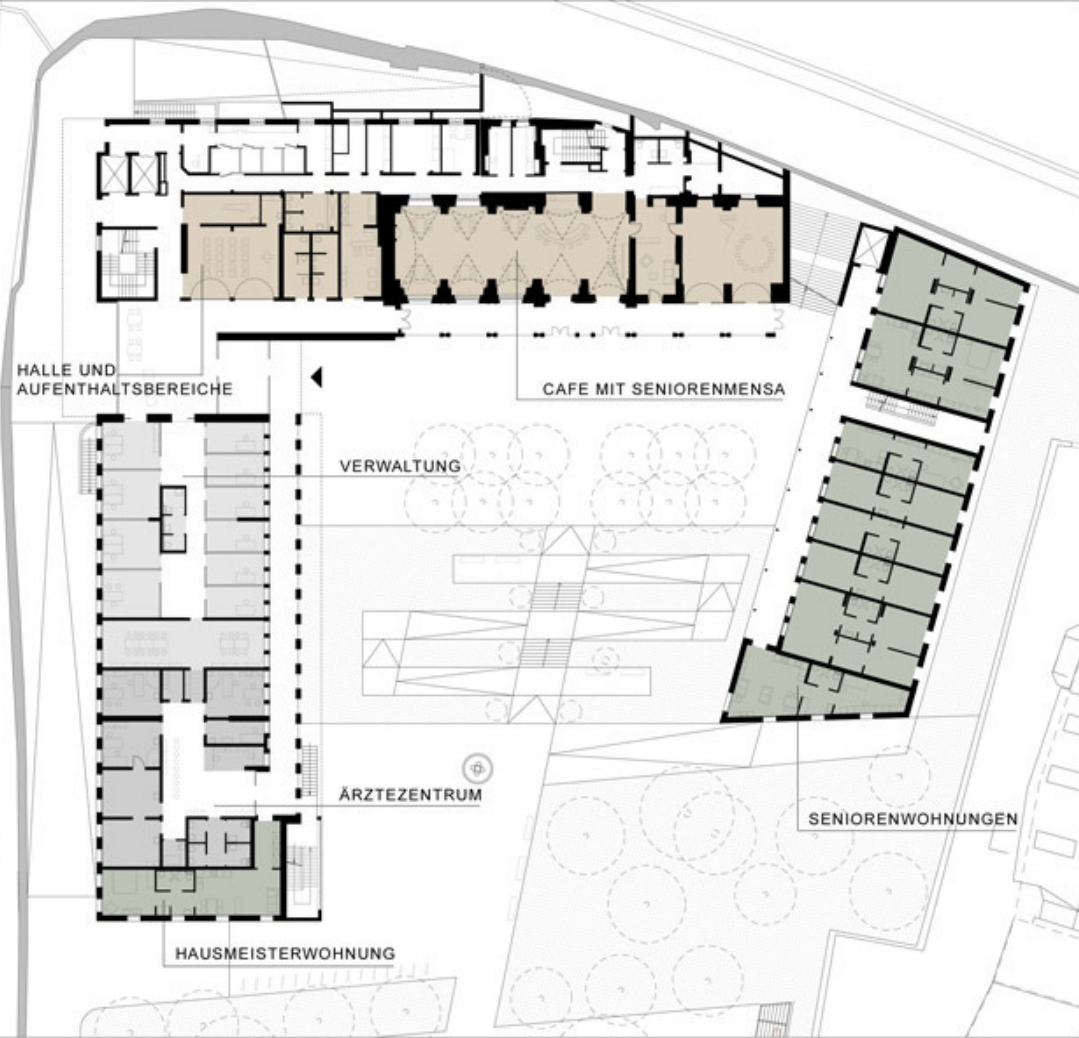 HALLE UND
AUFENTHALTSBEREICHE
CAFE MIT SENIORENMENSA
VERWALTUNG
ÄRZTEZENTRUM
SENIORENWOHNUNGEN
HAUSMEISTERWOHNUNG